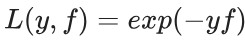 L(y, f) = exp(−yf)